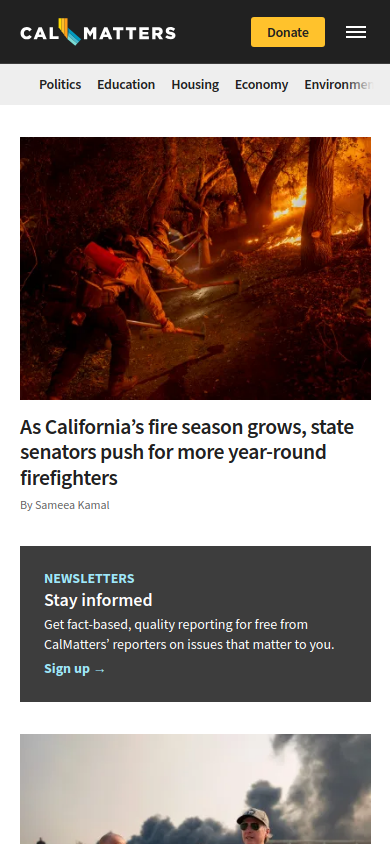 CAL MATTERS
Donate
Politics Education Housing Economy Environmen
As California’s fire season grows, state
senators push for more year-round
firefighters
By Sameea Kamal
NEWSLETTERS
Stay informed
Get fact-based, quality reporting for free from
CalMatters’ reporters on issues that matter to you.
Sign up →